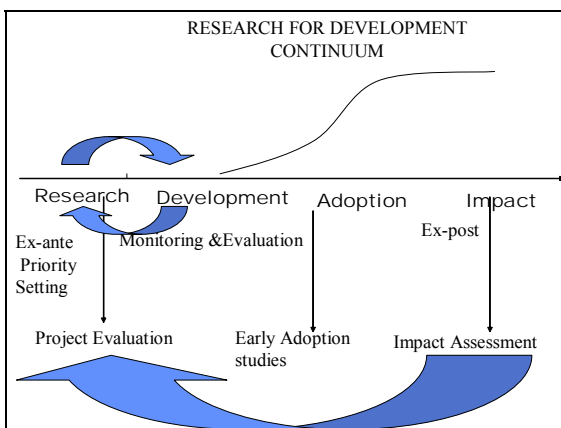 RESEARCH FOR DEVELOPMENT
CONTINUUM
Research Development Adoption Impact
Ex-ante
Priority
Setting
Monitoring &Evaluation
Ex-post
Project Evaluation
Early Adoption
studies
Impact Assessment